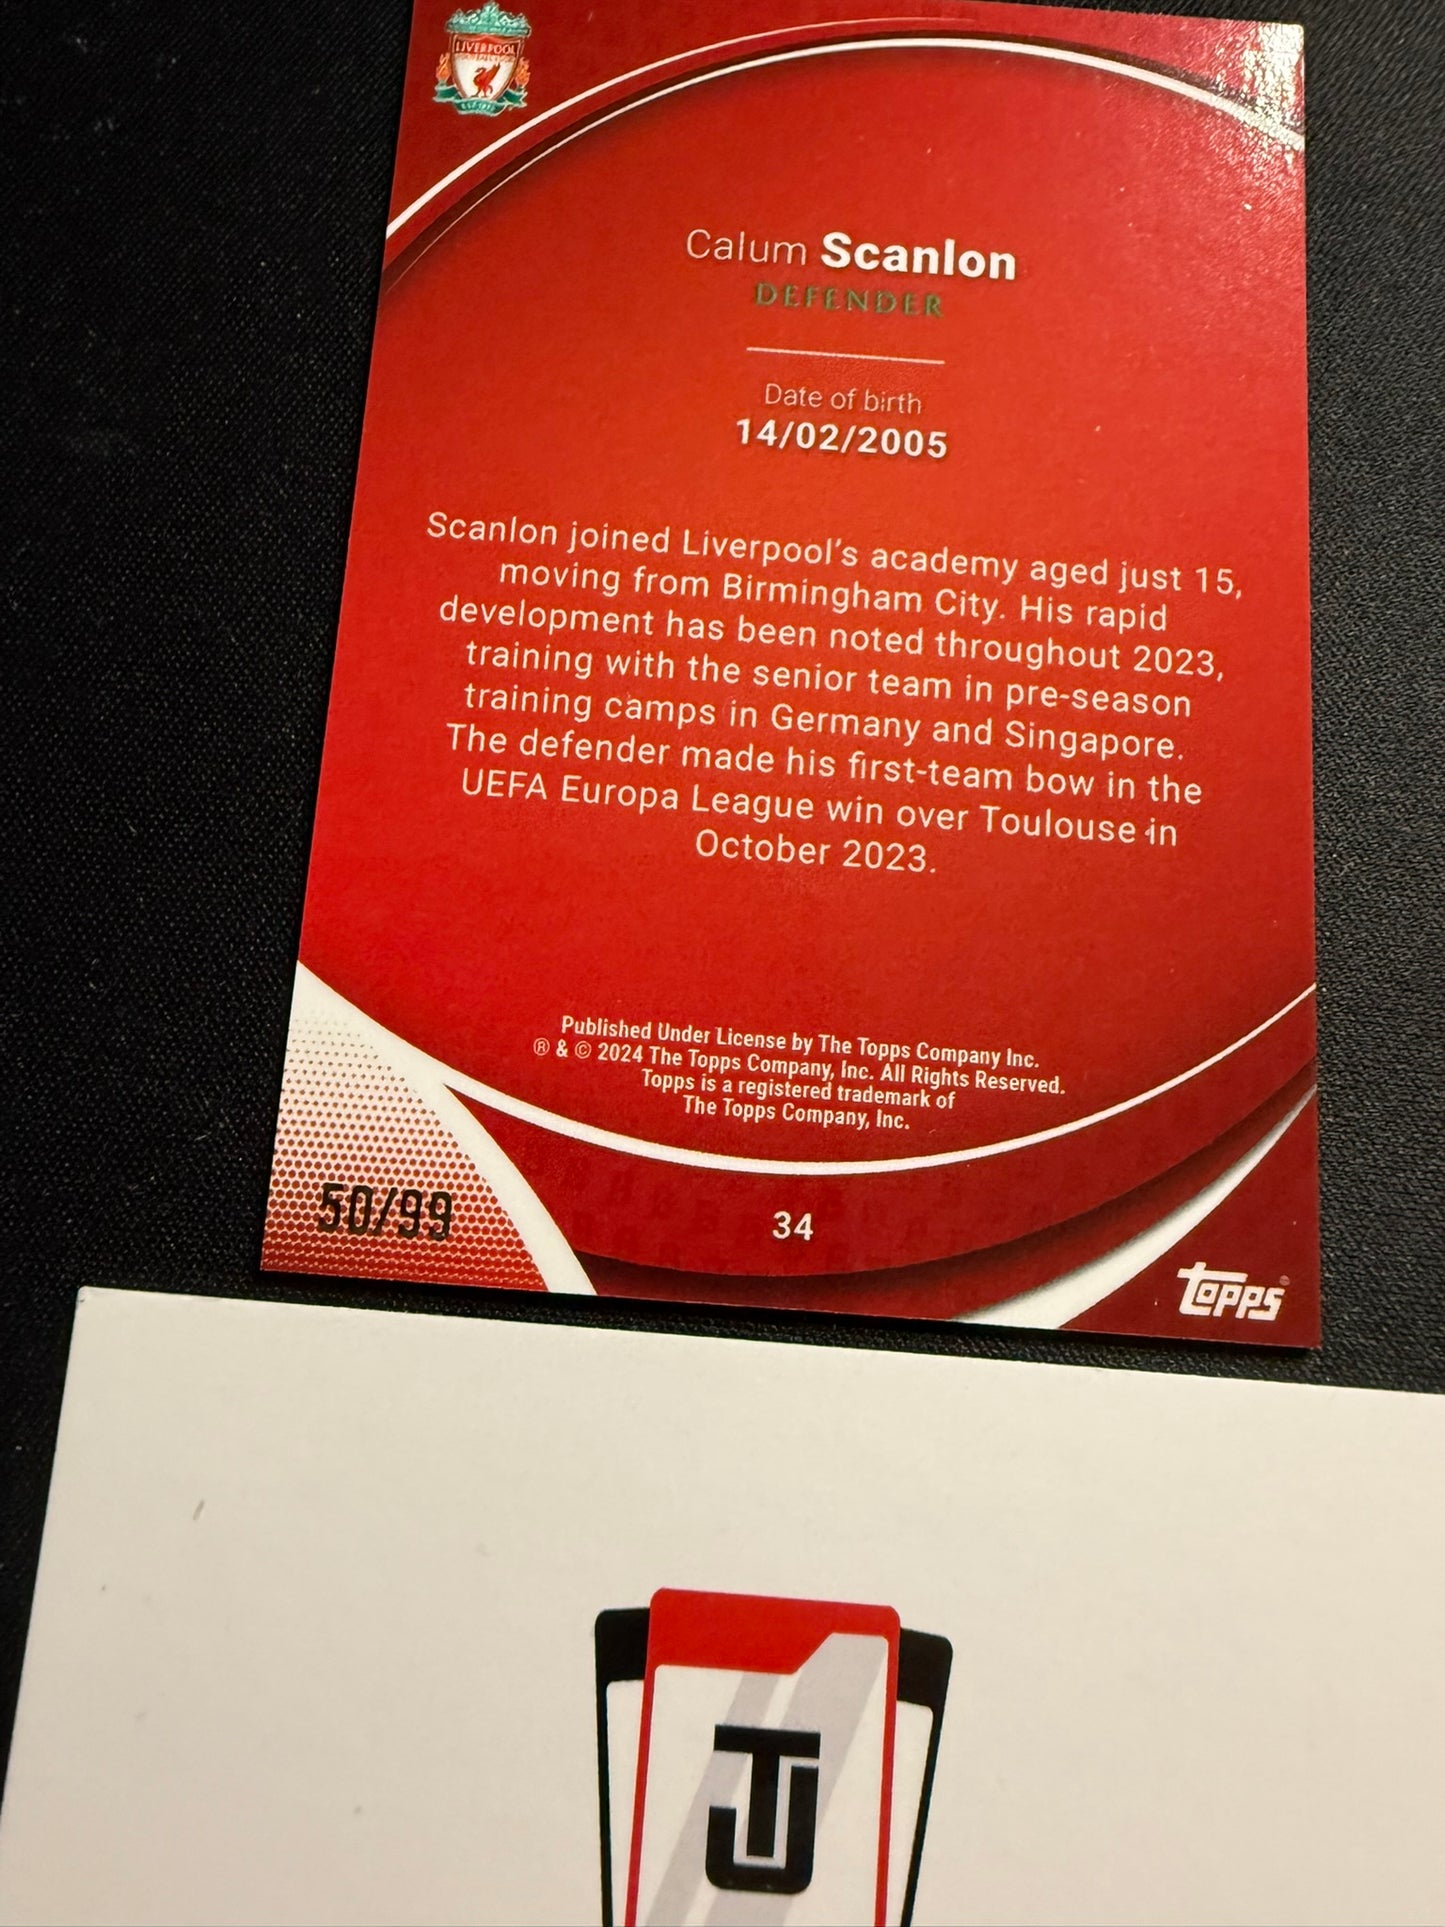 LIVERPOOL
Calum Scanlon
DEFENDER
Date of birth
14/02/2005
Scanlon joined Liverpool's academy aged just 15,
moving from Birmingham City. His rapid
development has been noted throughout 2023,
training with the senior team in pre-season
training camps in Germany and Singapore.
The defender made his first-team bow in the
UEFA Europa League win over Toulouse in
October 2023.
Published Under License by The Topps Company Inc.
® & © 2024 The Topps Company, Inc. All Rights Reserved.
Topps is a registered trademark of
The Topps Company, Inc.
50/99
34
topps
TJ